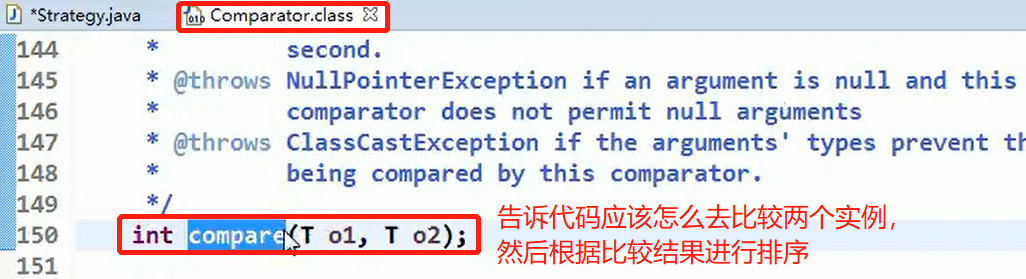 *Strategy.java Comparator.class
144 * second.
145 * @throws NullPointerException if an argument is null and this
146 * comparator does not permit null arguments
147 * @throws ClassCastException if the arguments' types prevent th
148 * being compared by this comparator.
149 */
150 int compare(T o1, T o2);
告诉代码应该怎么去比较两个实例,
然后根据比较结果进行排序
151